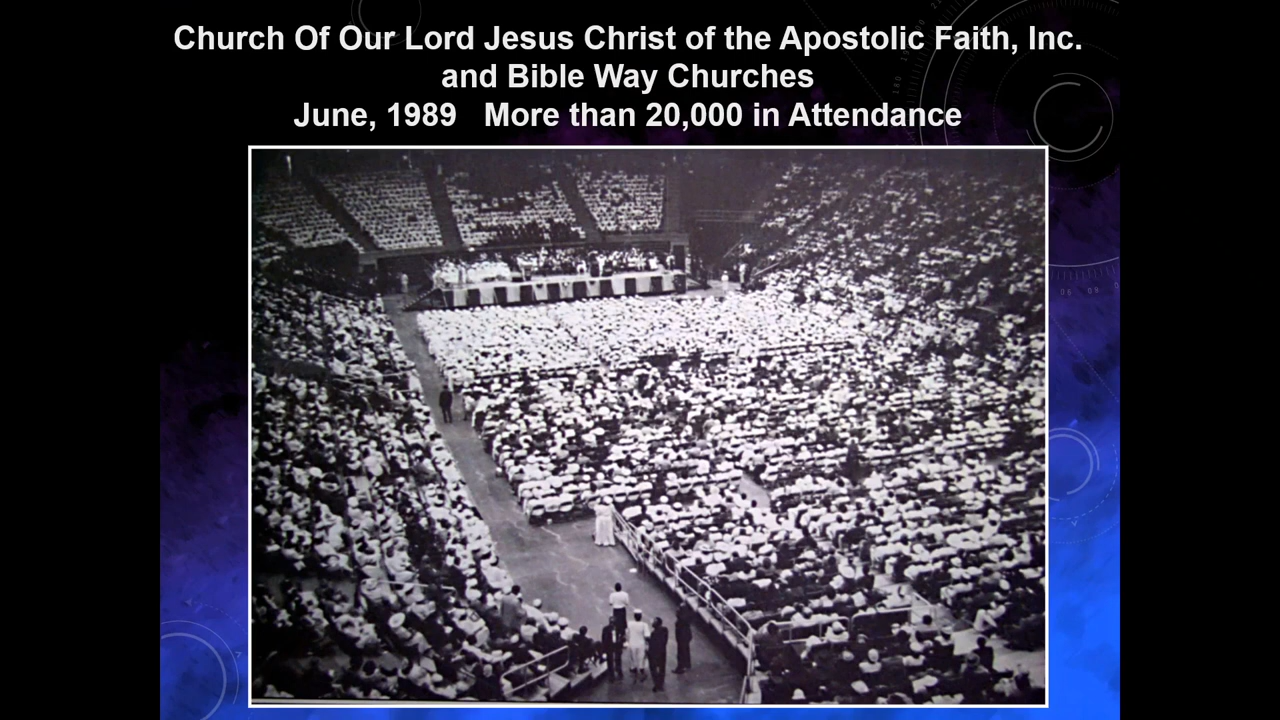 Church Of Our Lord Jesus Christ of the Apostolic Faith, Inc.
and Bible Way Churches
June, 1989 More than 20,000 in Attendance